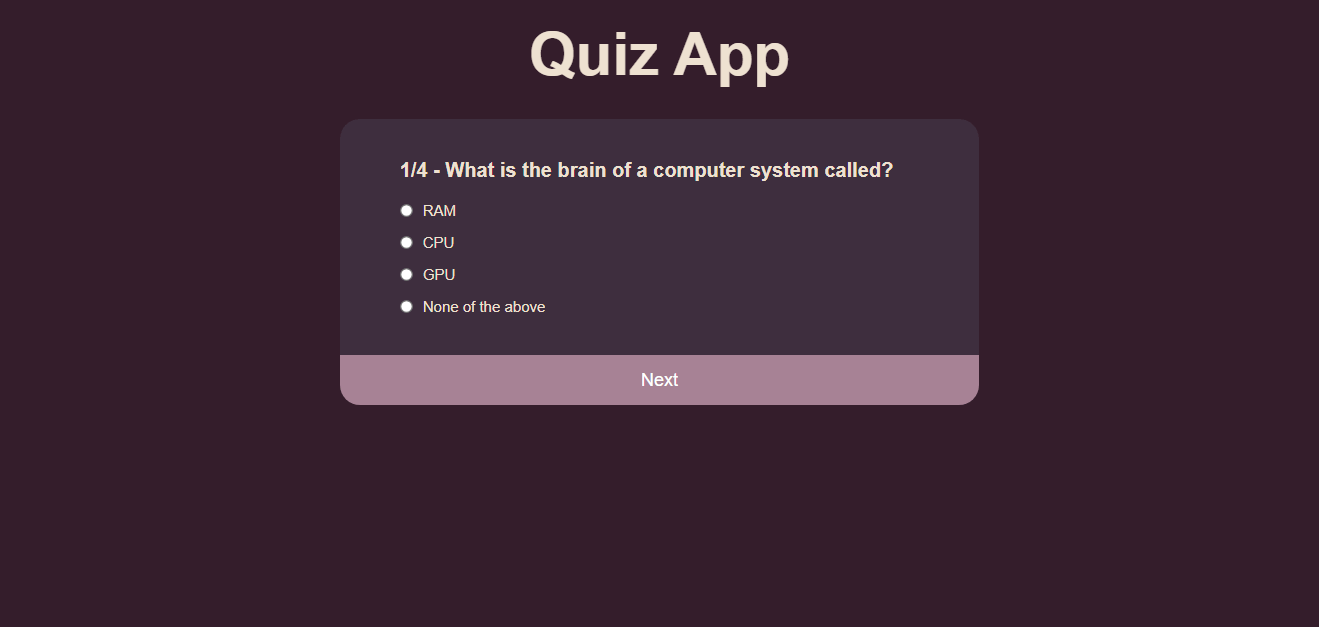 Quiz App
1/4 - What is the brain of a computer system called?
RAM
CPU
GPU
None of the above
Next